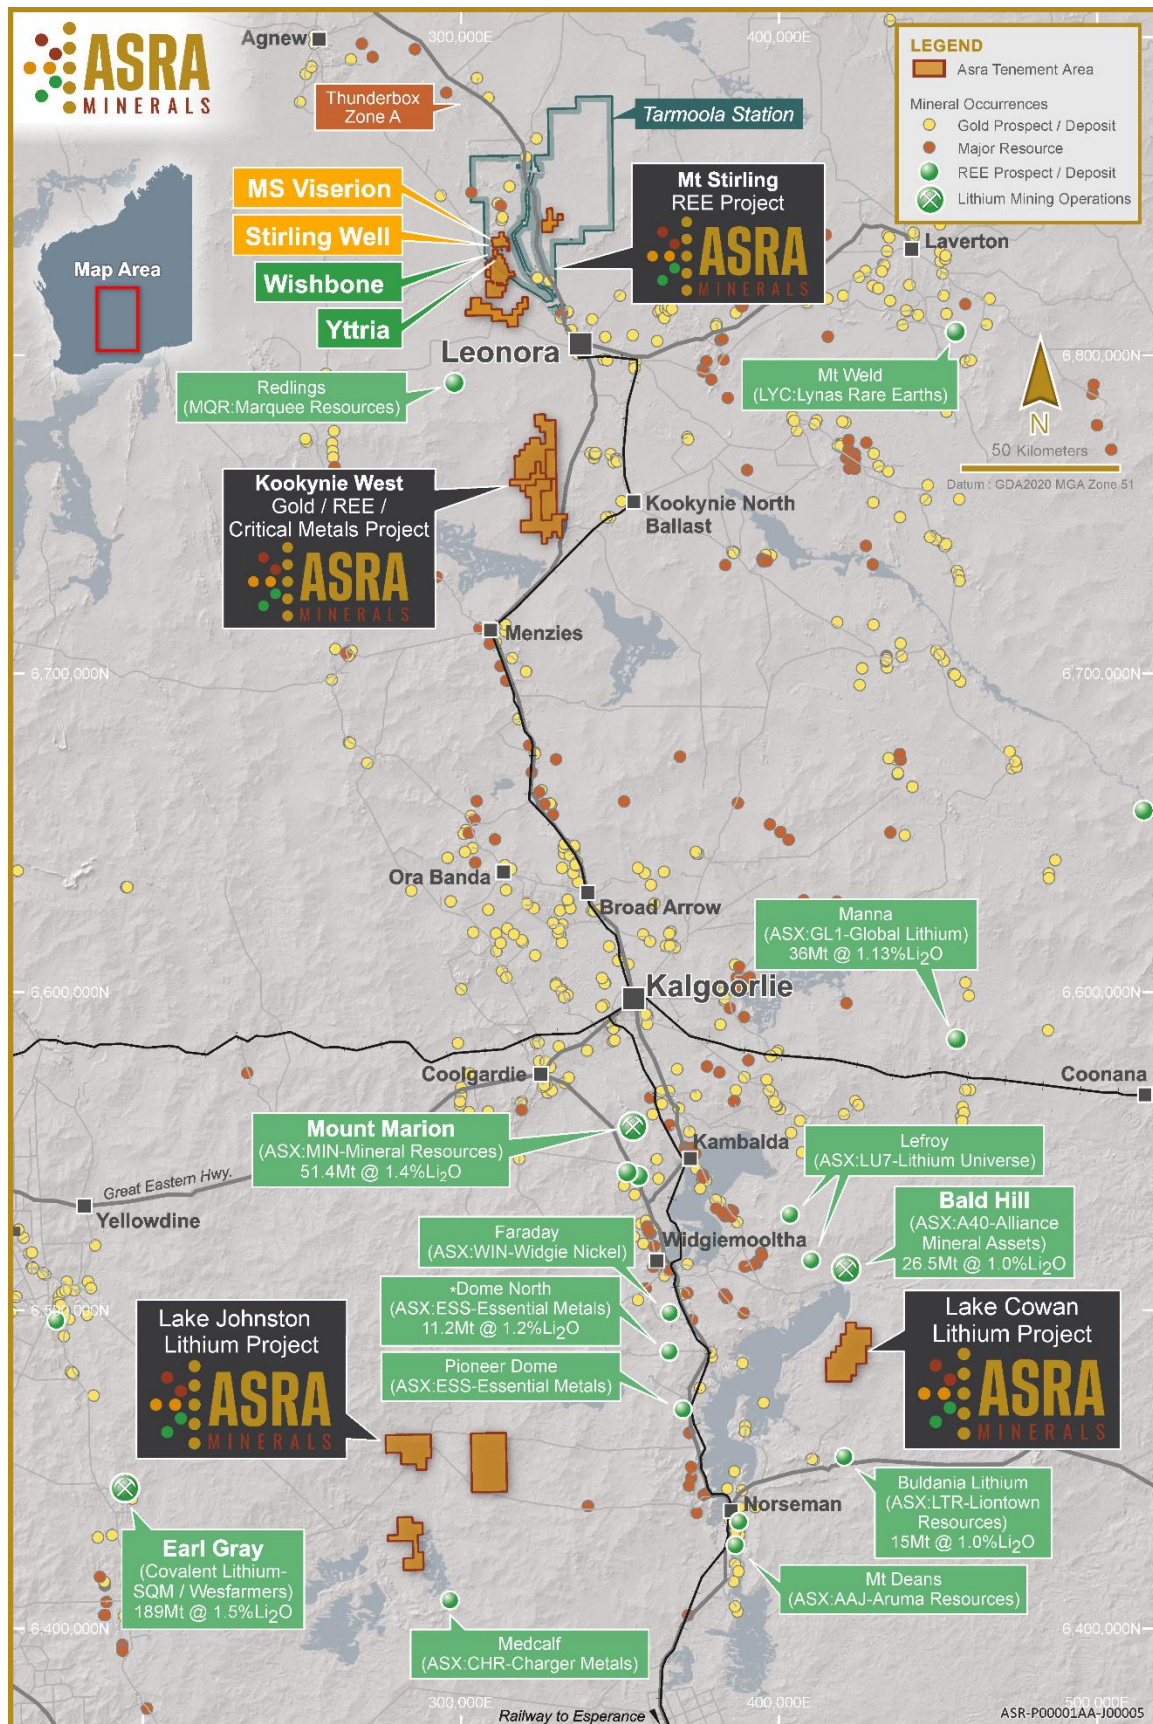 ASRA
MINERALS
Agnew
300,000E
400,000E
LEGEND
Asra Tenement Area
Mineral Occurrences
Gold Prospect / Deposit
Major Resource
REE Prospect / Deposit
Lithium Mining Operations
Thunderbox
Zone A
Tarmoola Station
MS Viserion
Stirling Well
Wishbone
Yttria
Mt Stirling
REE Project
ASRA
MINERALS
Laverton
Map Area
Leonora
6,800,000N
Redlings
(MQR:Marquee Resources)
Mt Weld
(LYC:Lynas Rare Earths)
N
50 Kilometers
Datum : GDA2020 MGA Zone 51
Kookynie West
Gold / REE /
Critical Metals Project
ASRA
MINERALS
Kookynie North
Ballast
Menzies
6,700,000N
6,700,000N
Ora Banda
Broad Arrow
Manna
(ASX:GL1-Global Lithium)
36Mt @ 1.13%Li2O
Kalgoorlie
6,600,000N
6,600,000N
Coolgardie
Coonana
Mount Marion
(ASX:MIN-Mineral Resources)
51.4Mt @ 1.4%Li2O
Kambalda
Lefroy
(ASX:LU7-Lithium Universe)
Great Eastern Hwy.
Yellowdine
Bald Hill
(ASX:A40-Alliance
Mineral Assets)
26.5Mt @ 1.0%Li2O
Faraday
(ASX:WIN-Widgie Nickel)
Widgiemooltha
*Dome North
(ASX:ESS-Essential Metals)
11.2Mt @ 1.2%Li2O
6,500,000N
6,500,000N
Lake Johnston
Lithium Project
ASRA
MINERALS
Lake Cowan
Lithium Project
ASRA
MINERALS
Pioneer Dome
(ASX:ESS-Essential Metals)
Norseman
Buldania Lithium
(ASX:LTR-Liontown
Resources)
15Mt @ 1.0%Li2O
Earl Gray
(Covalent Lithium-
SQM / Wesfarmers)
189Mt @ 1.5%Li2O
Mt Deans
(ASX:AAJ-Aruma Resources)
6,400,000N
6,400,000N
Medcalf
(ASX:CHR-Charger Metals)
300,000E
400,000E
500,000E
Railway to Esperance
ASR-P00001AA-J00005